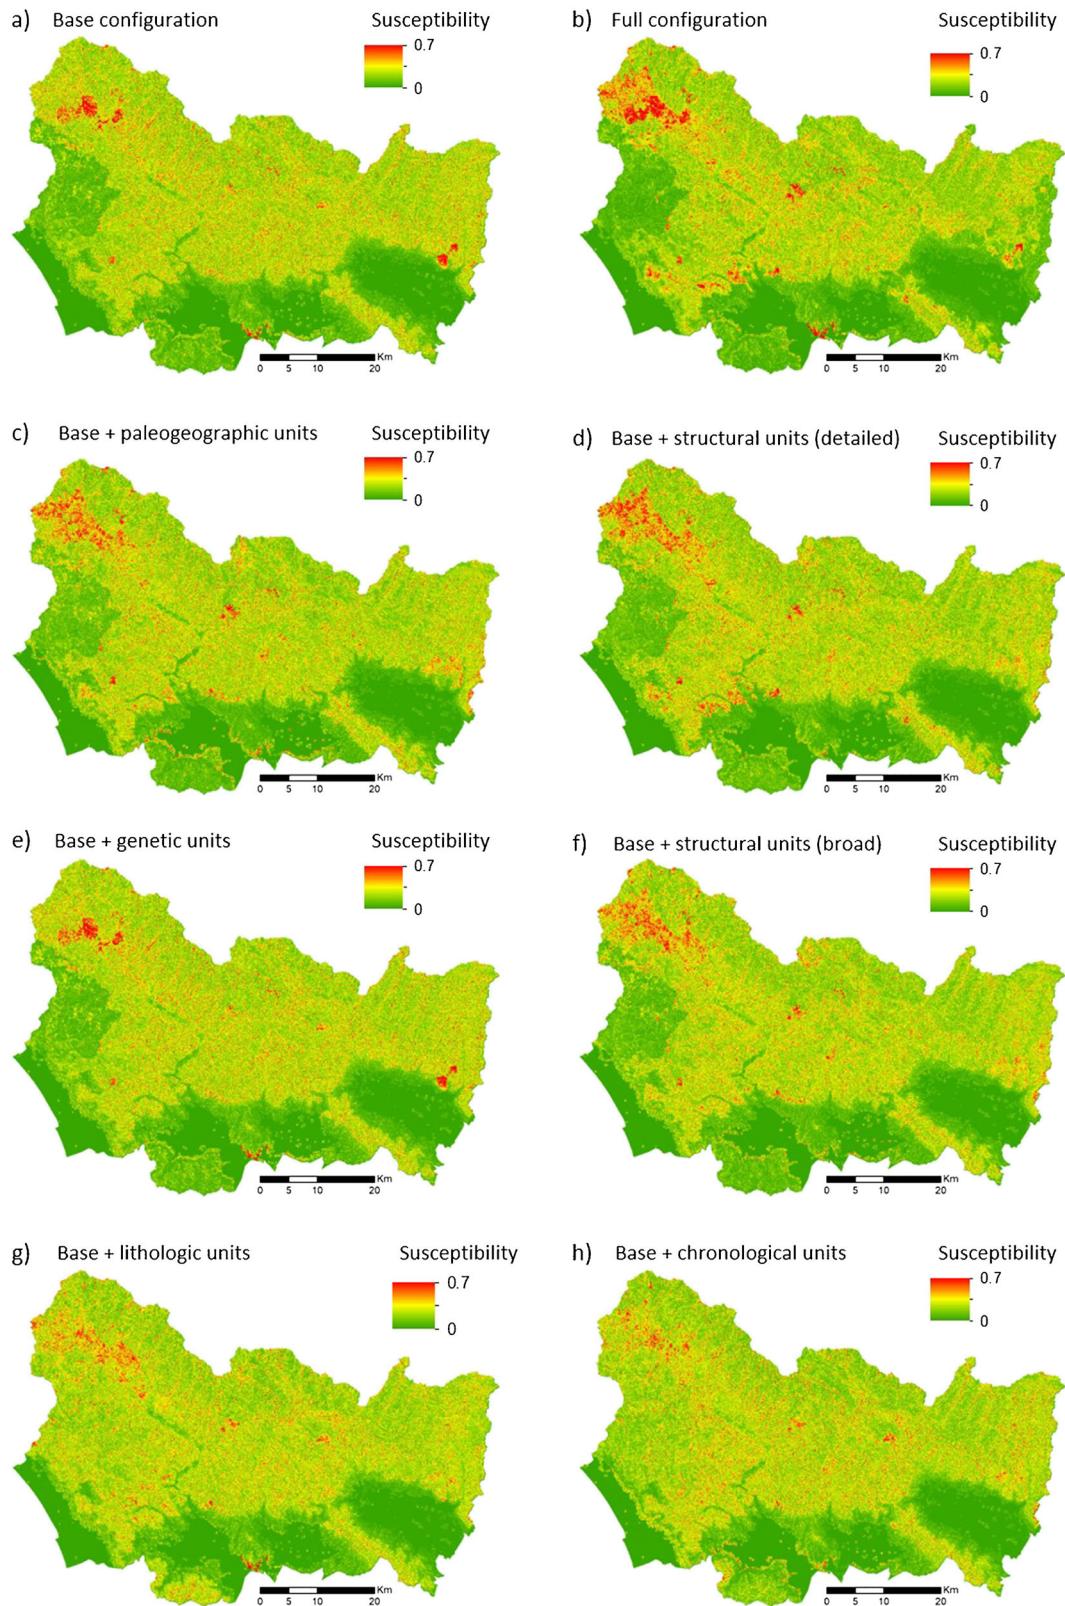 a) Base configuration Susceptibility
0.7
0
Km
0 5 10 20
b) Full configuration Susceptibility
0.7
0
Km
0 5 10 20
c) Base + paleogeographic units Susceptibility
0.7
0
Km
0 5 10 20
d) Base + structural units (detailed) Susceptibility
0.7
0
Km
0 5 10 20
e) Base + genetic units Susceptibility
0.7
0
Km
0 5 10 20
f) Base + structural units (broad) Susceptibility
0.7
0
Km
0 5 10 20
g) Base + lithologic units Susceptibility
0.7
0
Km
0 5 10 20
h) Base + chronological units Susceptibility
0.7
0
Km
0 5 10 20